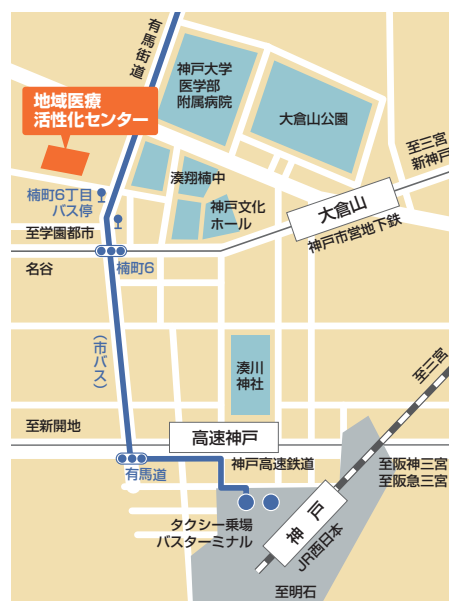 有馬街道
神戸大学
医学部
附属病院
大倉山公園
地域医療
活性化センター
至三宮
新神戸
湊翔楠中
楠町6丁目
バス停
神戸文化
ホール
大倉山
神戸市営地下鉄
至学園都市
名谷
楠町6
(市バス)
湊川
神社
至三宮
至新開地
高速神戸
神戸高速鉄道
至阪神三宮
至阪急三宮
有馬道
タクシー乗場
バスターミナル
神戸
JR西日本
至明石